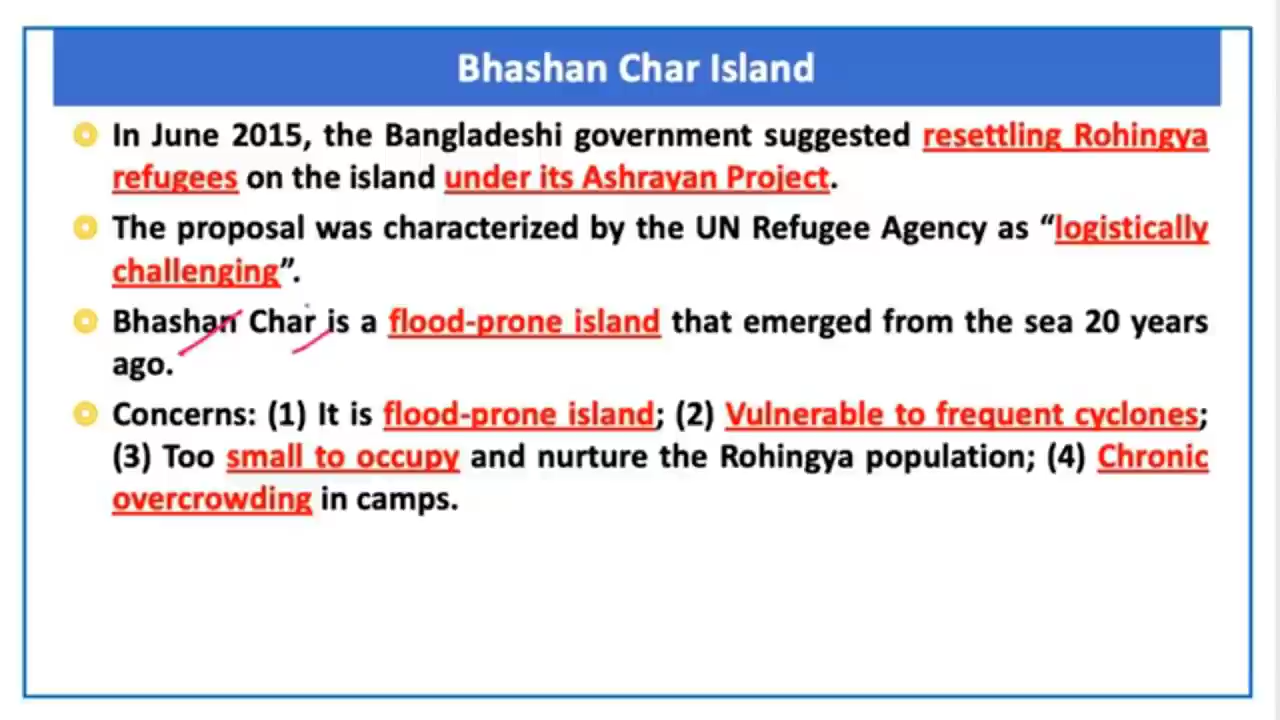 Bhashan Char Island
In June 2015, the Bangladeshi government suggested resettling Rohingya
refugees on the island under its Ashrayan Project.
The proposal was characterized by the UN Refugee Agency as “logistically
challenging”.
Bhashan Char is a flood-prone island that emerged from the sea 20 years
ago.
Concerns: (1) It is flood-prone island; (2) Vulnerable to frequent cyclones;
(3) Too small to occupy and nurture the Rohingya population; (4) Chronic
overcrowding in camps.